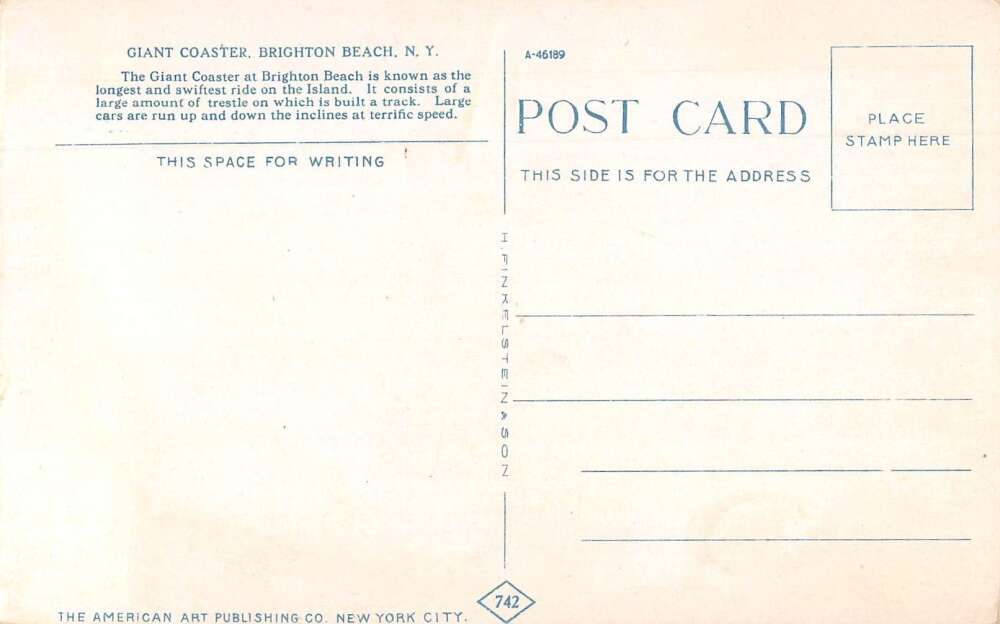 GIANT COASTER, BRIGHTON BEACH, N. Y.
The Giant Coaster at Brighton Beach is known as the
longest and swiftest ride on the Island. It consists of a
large amount of trestle on which is built a track. Large
cars are run up and down the inclines at terrific speed.
THIS SPACE FOR WRITING
A-46189
POST CARD
THIS SIDE IS FOR THE ADDRESS
PLACE
STAMP HERE
H. FINKELSTEIN & SON
THE AMERICAN ART PUBLISHING CO. NEW YORK CITY.
742